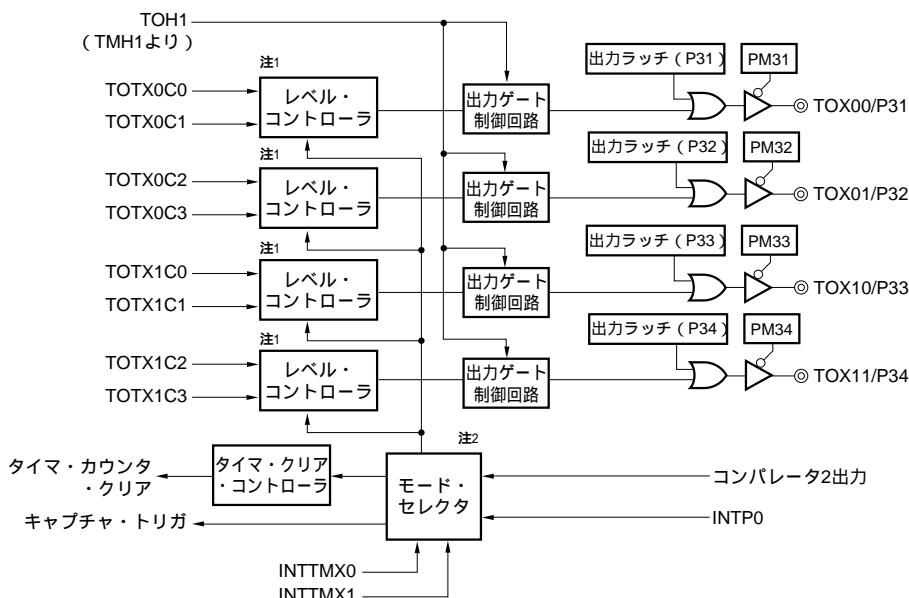 TOH1
（TMH1より）
注1
TOTX0C0
TOTX0C1
レベル・
コントローラ
出力ゲート
制御回路
出力ラッチ（P31）
PM31
TOX00/P31
注1
TOTX0C2
TOTX0C3
レベル・
コントローラ
出力ゲート
制御回路
出力ラッチ（P32）
PM32
TOX01/P32
注1
TOTX1C0
TOTX1C1
レベル・
コントローラ
出力ゲート
制御回路
出力ラッチ（P33）
PM33
TOX10/P33
注1
TOTX1C2
TOTX1C3
レベル・
コントローラ
出力ゲート
制御回路
出力ラッチ（P34）
PM34
TOX11/P34
注2
タイマ・カウンタ
・クリア
タイマ・クリア
・コントローラ
モード・
セレクタ
コンパレータ2出力
キャプチャ・トリガ
INTP0
INTTMX0
INTTMX1